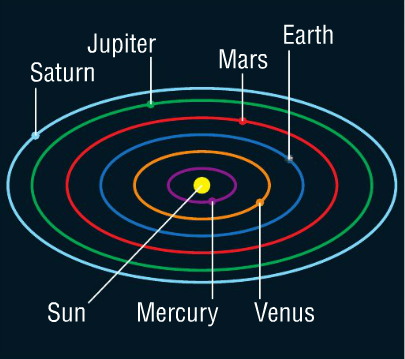 Earth
Jupiter
Mars
Saturn
Sun
Mercury
Venus